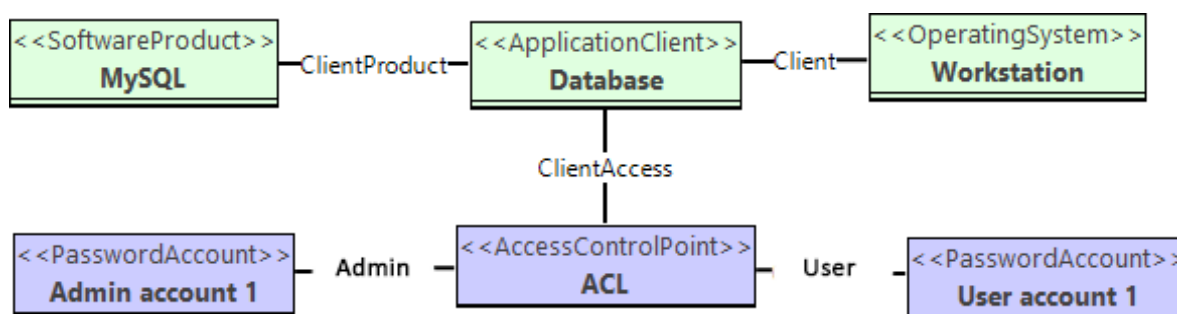 <<SoftwareProduct>>
MySQL
ClientProduct
<<ApplicationClient>>
Database
Client
<<OperatingSystem>>
Workstation
ClientAccess
<<PasswordAccount>>
Admin account 1
Admin
<<AccessControlPoint>>
ACL
User
<<PasswordAccount>>
User account 1